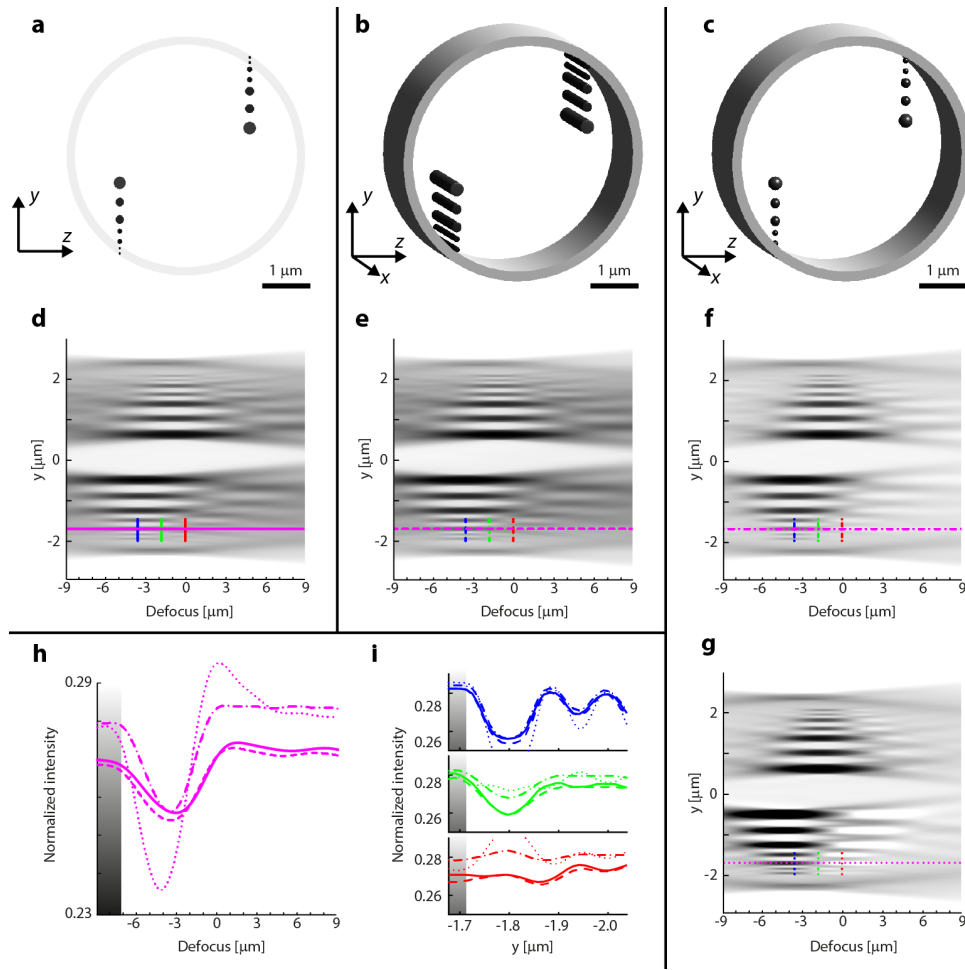 a
y
z
1 μm
b
y
z
x
1 μm
c
y
z
x
1 μm
d
y [μm]
2
0
-2
-9 -6 -3 0 3 6 9
Defocus [μm]
e
y [μm]
2
0
-2
-9 -6 -3 0 3 6 9
Defocus [μm]
f
y [μm]
2
0
-2
-9 -6 -3 0 3 6 9
Defocus [μm]
h
Normalized intensity
0.29
0.23
-6 -3 0 3 6 9
Defocus [μm]
i
Normalized intensity
0.28
0.26
0.28
0.26
0.28
0.26
-1.7 -1.8 -1.9 -2.0
y [μm]
g
y [μm]
2
0
-2
-9 -6 -3 0 3 6 9
Defocus [μm]